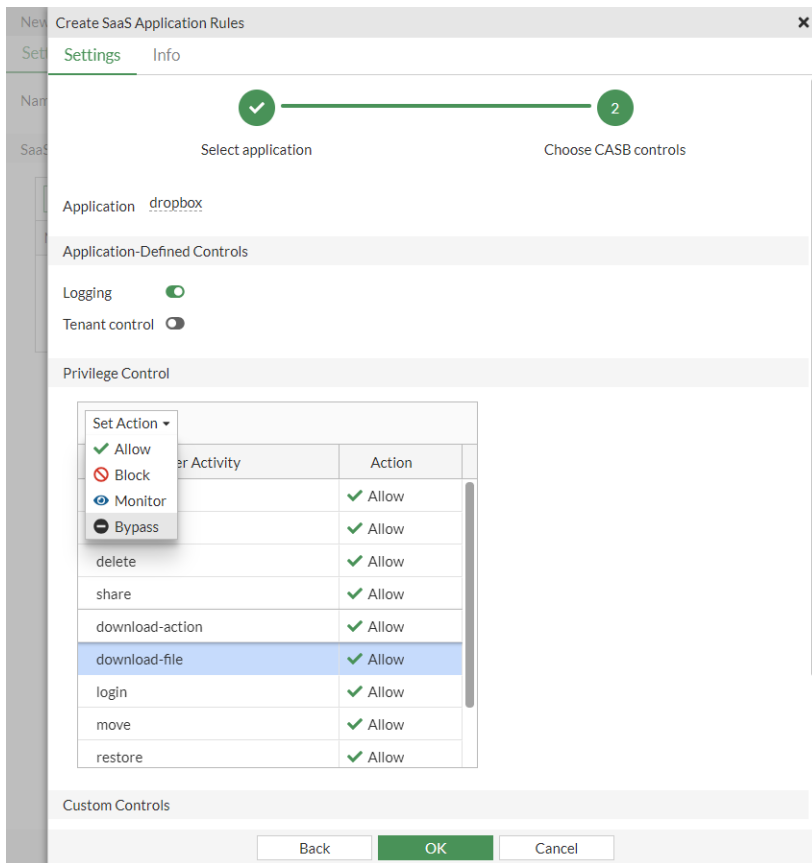 New
Create SaaS Application Rules
Sett
Settings Info
Nam
2
Select application Choose CASB controls
SaaS
Application dropbox
Application-Defined Controls
Logging
Tenant control
Privilege Control
Set Action
Allow
Block
Monitor
Bypass
er Activity Action
Allow
Allow
delete Allow
share Allow
download-action Allow
download-file Allow
login Allow
move Allow
restore Allow
Custom Controls
Back OK Cancel